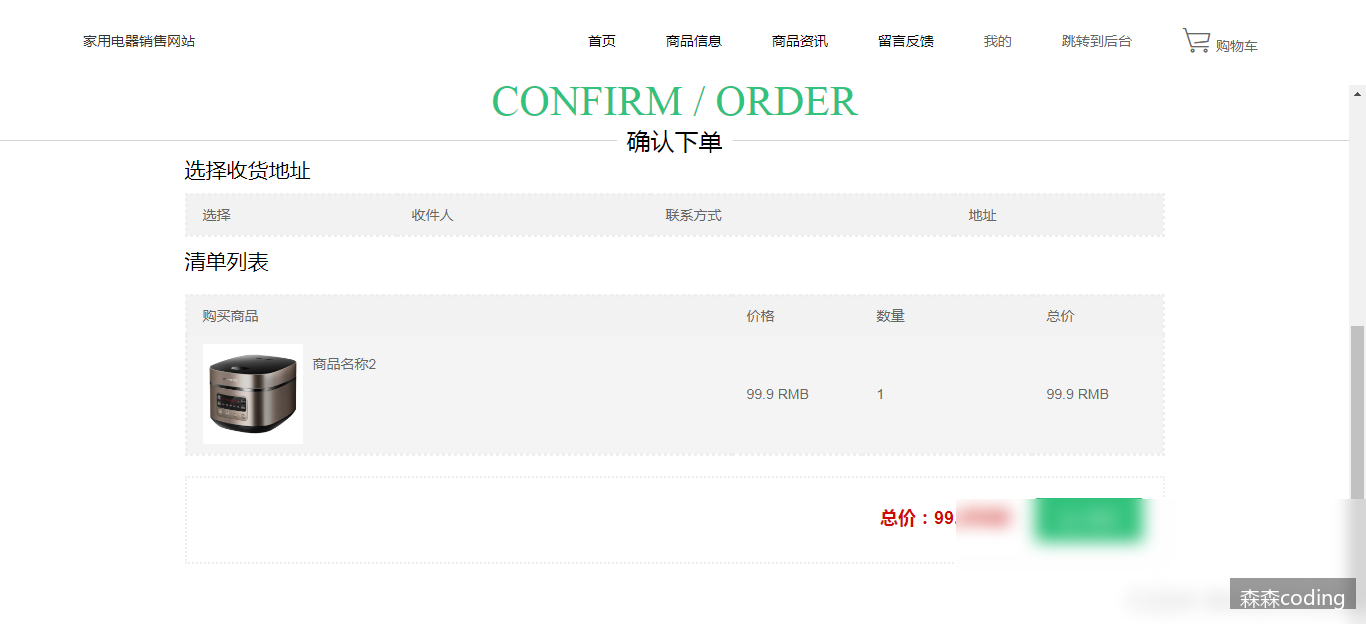 家用电器销售网站 首页 商品信息 商品资讯 留言反馈 我的 跳转到后台 购物车
CONFIRM / ORDER
确认下单
选择收货地址
选择 收件人 联系方式 地址
清单列表
购买商品 价格 数量 总价
商品名称2
99.9 RMB 1 99.9 RMB
总价：99.
森森coding